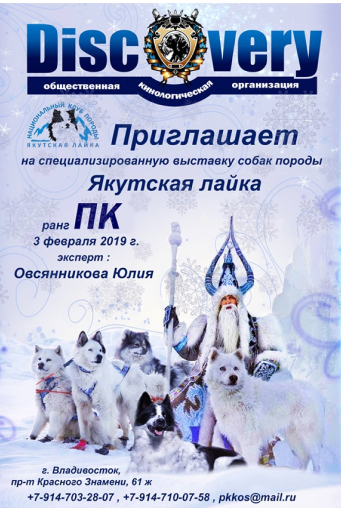 Discovery
общественная кинологическая организация
НАЦИОНАЛЬНЫЙ КЛУБ ПОРОДЫ
ЯКУТСКАЯ ЛАЙКА
Приглашает
на специализированную выставку собак породы
Якутская лайка
ранг ПК
3 февраля 2019 г.
эксперт :
Овсянникова Юлия
г. Владивосток,
пр-т Красного Знамени, 61 ж
+7-914-703-28-07 , +7-914-710-07-58 , pkkos@mail.ru